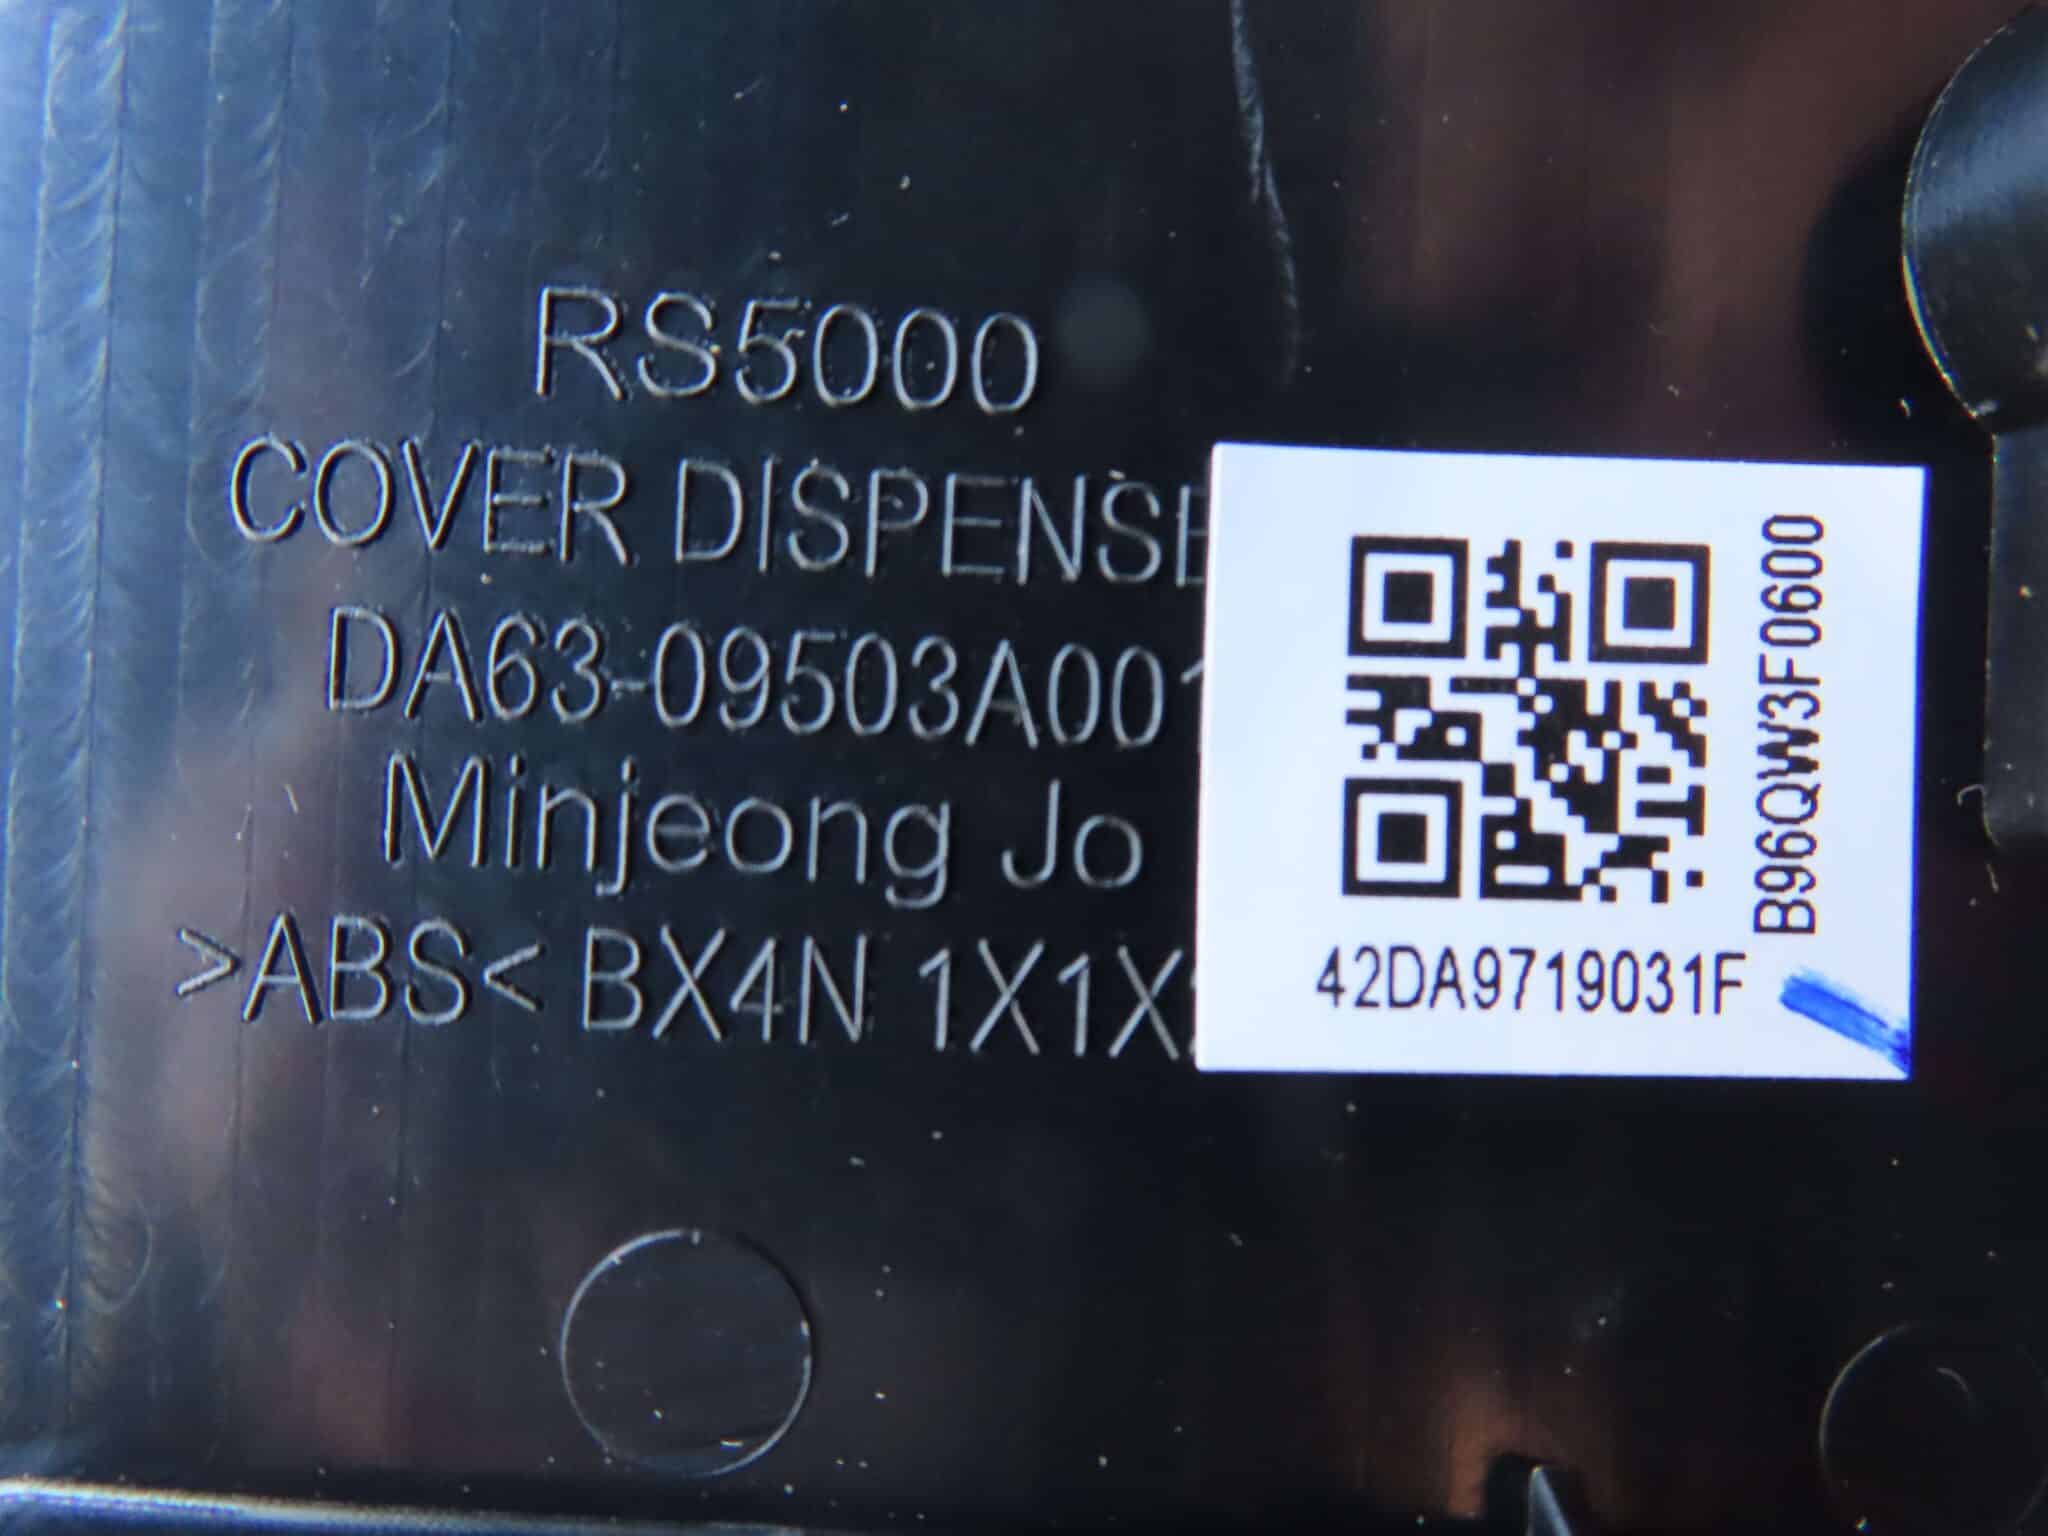 RS5000
COVER DISPENSE
DA63-09503A001
Minjeong Jo
>ABS< BX4N 1X1X
B96QW3F0600
42DA9719031F